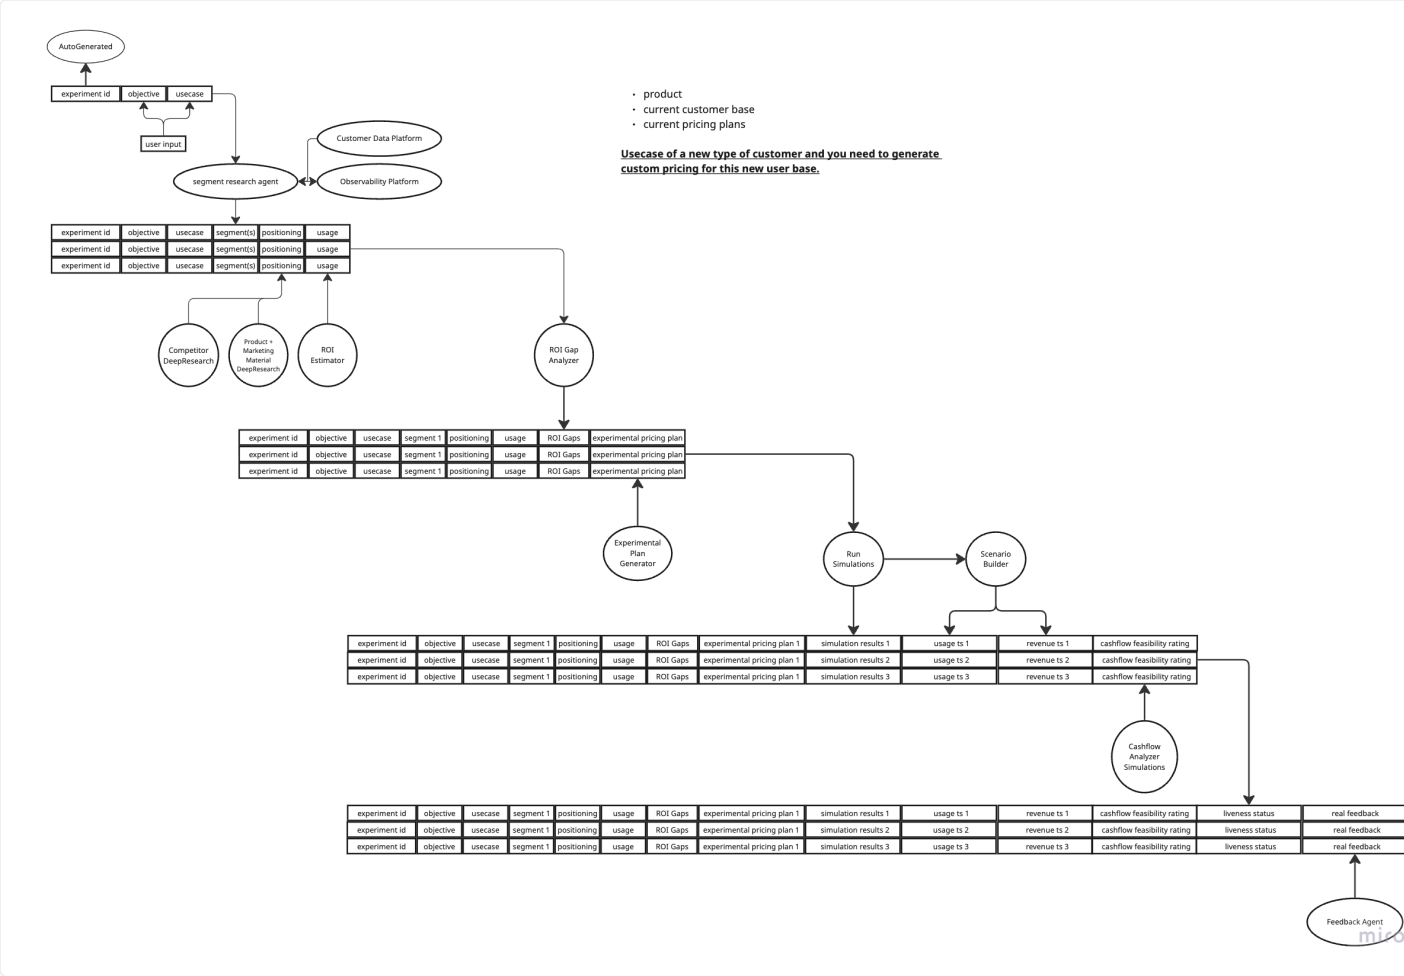 AutoGenerated
experiment id objective usecase
user input
· product
· current customer base
· current pricing plans
Usecase of a new type of customer and you need to generate
custom pricing for this new user base.
Customer Data Platform
segment research agent
Observability Platform
experiment id objective usecase segment(s) positioning usage
experiment id objective usecase segment(s) positioning usage
experiment id objective usecase segment(s) positioning usage
Competitor
DeepResearch
Product +
Marketing
Material
DeepResearch
ROI
Estimator
ROI Gap
Analyzer
experiment id objective usecase segment 1 positioning usage ROI Gaps experimental pricing plan
experiment id objective usecase segment 1 positioning usage ROI Gaps experimental pricing plan
experiment id objective usecase segment 1 positioning usage ROI Gaps experimental pricing plan
Experimental
Plan
Generator
Run
Simulations
Scenario
Builder
experiment id objective usecase segment 1 positioning usage ROI Gaps experimental pricing plan 1 simulation results 1 usage ts 1 revenue ts 1 cashflow feasibility rating
experiment id objective usecase segment 1 positioning usage ROI Gaps experimental pricing plan 1 simulation results 2 usage ts 2 revenue ts 2 cashflow feasibility rating
experiment id objective usecase segment 1 positioning usage ROI Gaps experimental pricing plan 1 simulation results 3 usage ts 3 revenue ts 3 cashflow feasibility rating
Cashflow
Analyzer
Simulations
experiment id objective usecase segment 1 positioning usage ROI Gaps experimental pricing plan 1 simulation results 1 usage ts 1 revenue ts 1 cashflow feasibility rating liveness status real feedback
experiment id objective usecase segment 1 positioning usage ROI Gaps experimental pricing plan 1 simulation results 2 usage ts 2 revenue ts 2 cashflow feasibility rating liveness status real feedback
experiment id objective usecase segment 1 positioning usage ROI Gaps experimental pricing plan 1 simulation results 3 usage ts 3 revenue ts 3 cashflow feasibility rating liveness status real feedback
Feedback Agent
miro